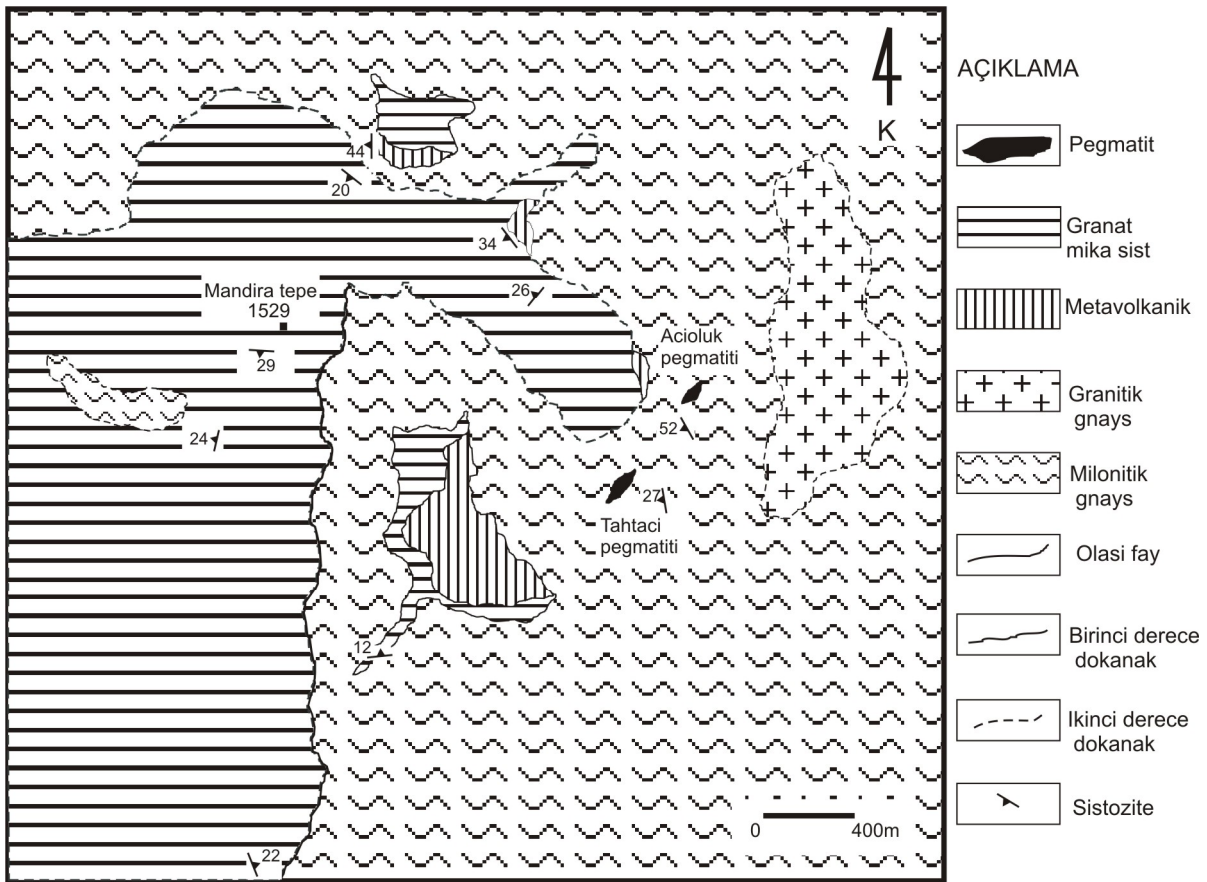 K
44
20
34
26
Mandira tepe
1529
29
24
Acioluk
pegmatiti
52
27
Tahtaci
pegmatiti
12
22
0 400m
AÇIKLAMA
Pegmatit
Granat
mika sist
Metavolkanik
Granitik
gnays
Milonitik
gnays
Olasi fay
Birinci derece
dokanak
Ikinci derece
dokanak
Sistozite